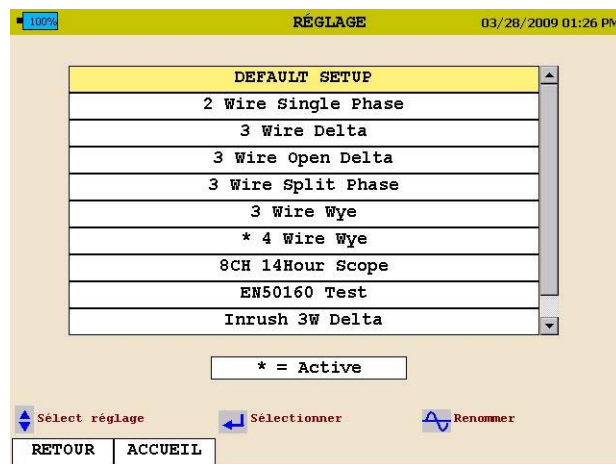 100% RÉGLAGE 03/28/2009 01:26 PM
DEFAULT SETUP
2 Wire Single Phase
3 Wire Delta
3 Wire Open Delta
3 Wire Split Phase
3 Wire Wye
* 4 Wire Wye
8CH 14Hour Scope
EN50160 Test
Inrush 3W Delta
* = Active
Sélect réglage Sélectionner Renommer
RETOUR ACCUEIL